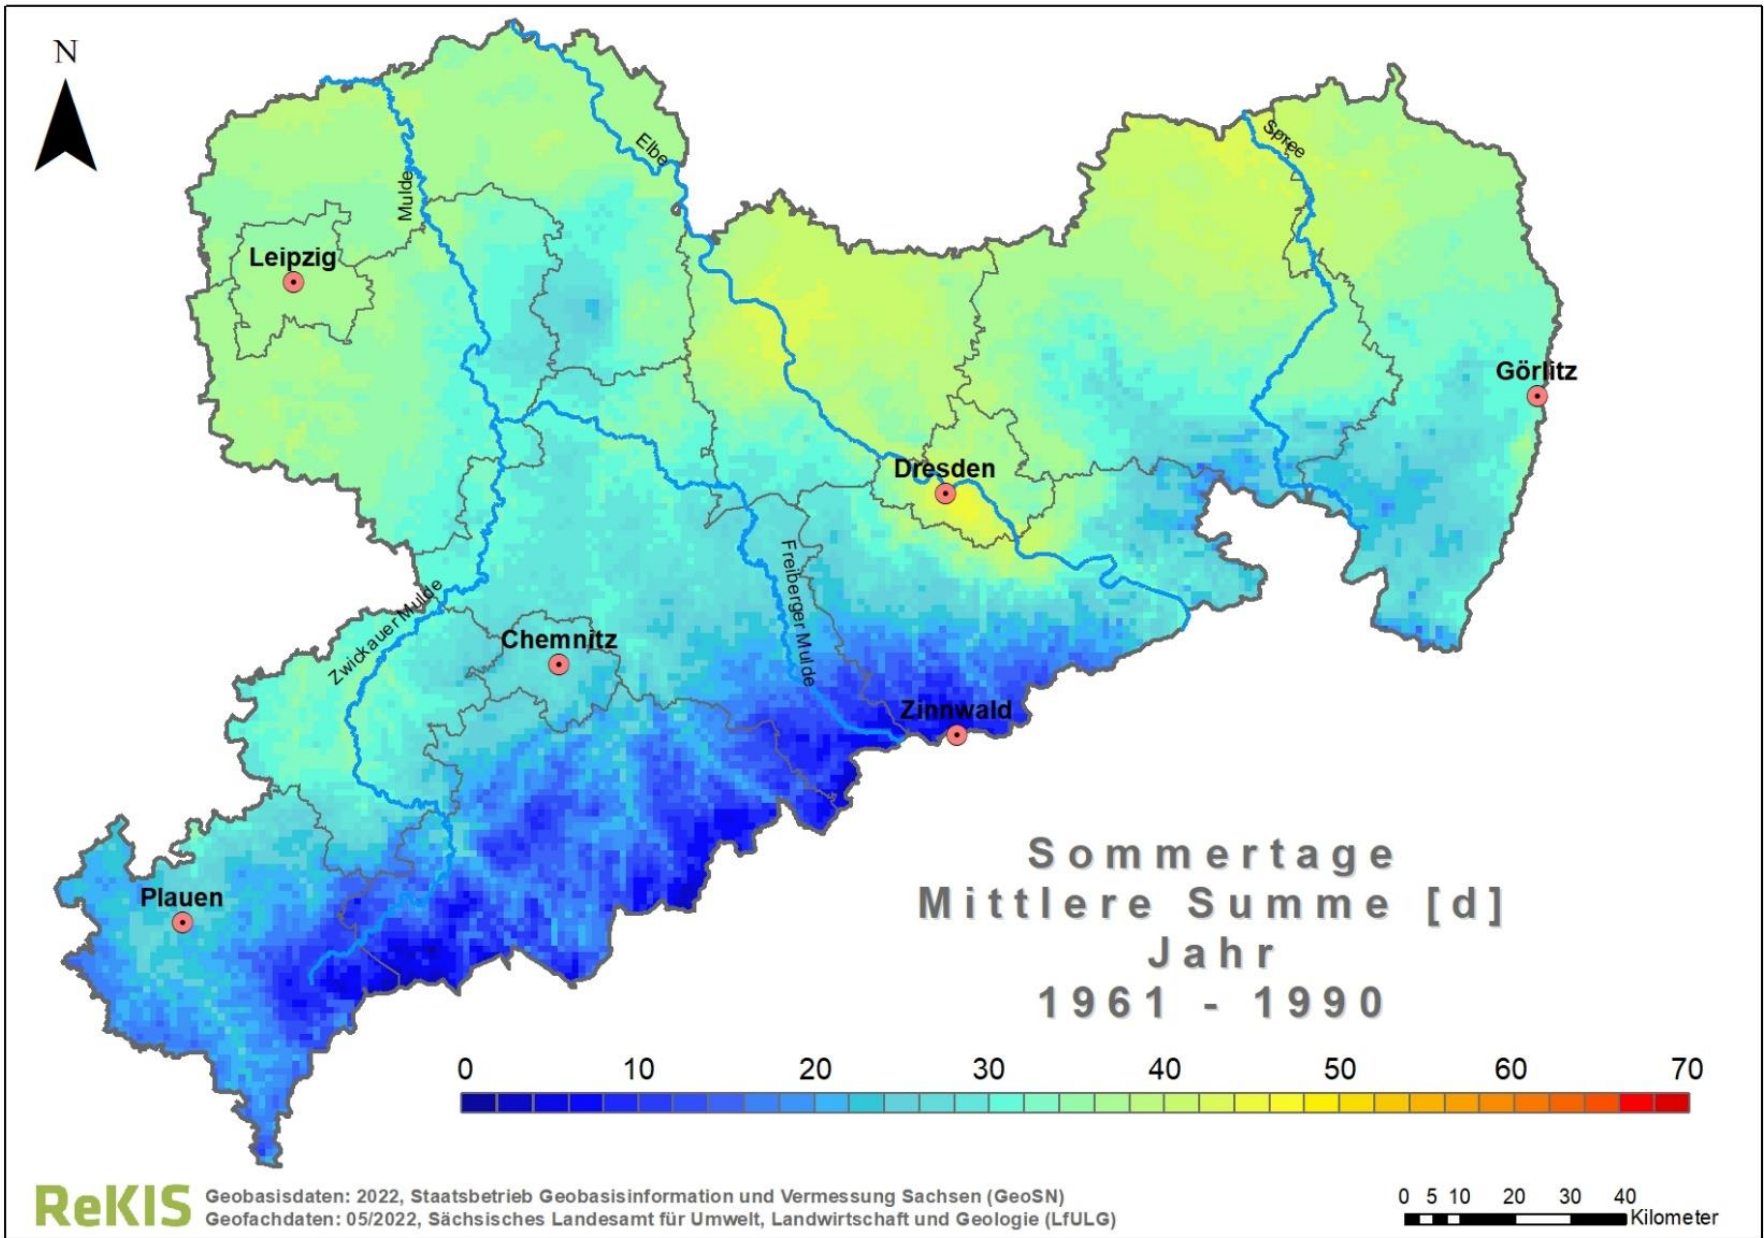 N
Elbe
Spree
Mulde
Leipzig
Görlitz
Dresden
Freiberger Mulde
Zwickauer Mulde
Chemnitz
Zinnwald
Plauen
Sommertage
Mittlere Summe [d]
Jahr
1961 - 1990
0 10 20 30 40 50 60 70
ReKIS
Geobasisdaten: 2022, Staatsbetrieb Geobasisinformation und Vermessung Sachsen (GeoSN)
Geofachdaten: 05/2022, Sächsisches Landesamt für Umwelt, Landwirtschaft und Geologie (LfULG)
0 5 10 20 30 40
Kilometer